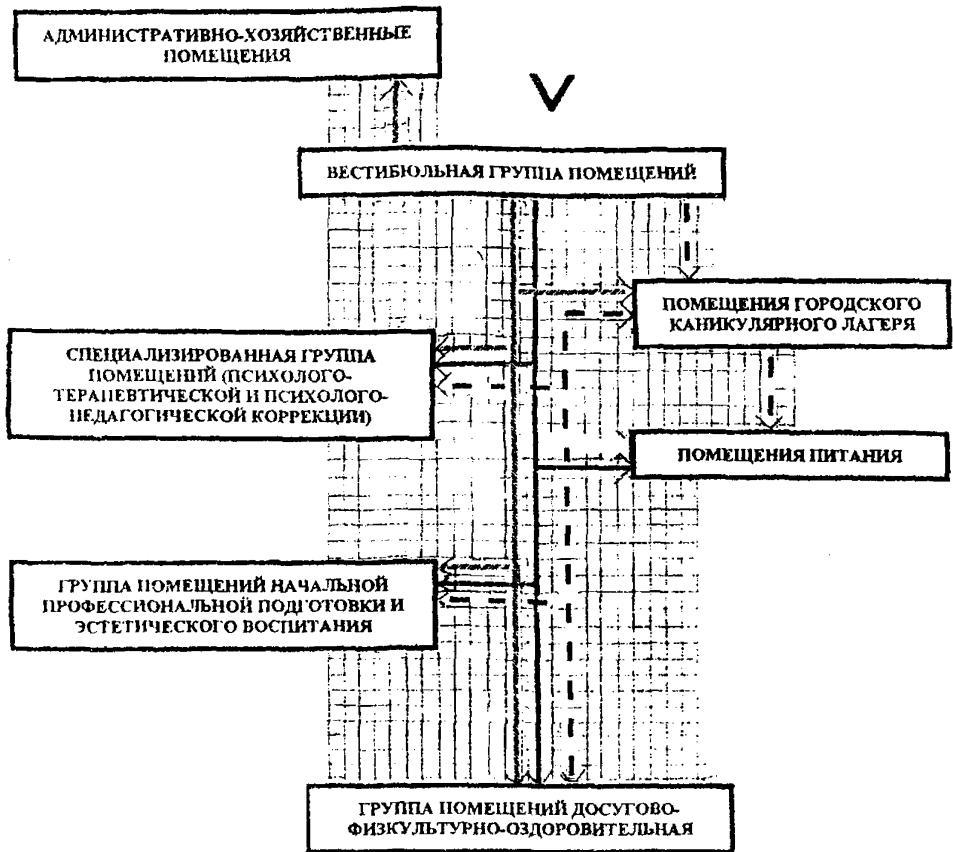 АДМИНИСТРАТИВНО-ХОЗЯЙСТВЕННЫЕ
ПОМЕЩЕНИЯ
ВЕСТИБЮЛЬНАЯ ГРУППА ПОМЕЩЕНИЙ
ПОМЕЩЕНИЯ ГОРОДСКОГО
КАНИКУЛЯРНОГО ЛАГЕРЯ
СПЕЦИАЛИЗИРОВАННАЯ ГРУППА
ПОМЕЩЕНИЙ (ПСИХОЛОГО-
ТЕРАПЕВТИЧЕСКОЙ И ПСИХОЛОГО-
ПЕДАГОГИЧЕСКОЙ КОРРЕКЦИИ)
ПОМЕЩЕНИЯ ПИТАНИЯ
ГРУППА ПОМЕЩЕНИЙ НАЧАЛЬНОЙ
ПРОФЕССИОНАЛЬНОЙ ПОДГОТОВКИ И
ЭСТЕТИЧЕСКОГО ВОСПИТАНИЯ
ГРУППА ПОМЕЩЕНИЙ ДОСУГОВО-
ФИЗКУЛЬТУРНО-ОЗДОРОВИТЕЛЬНАЯ